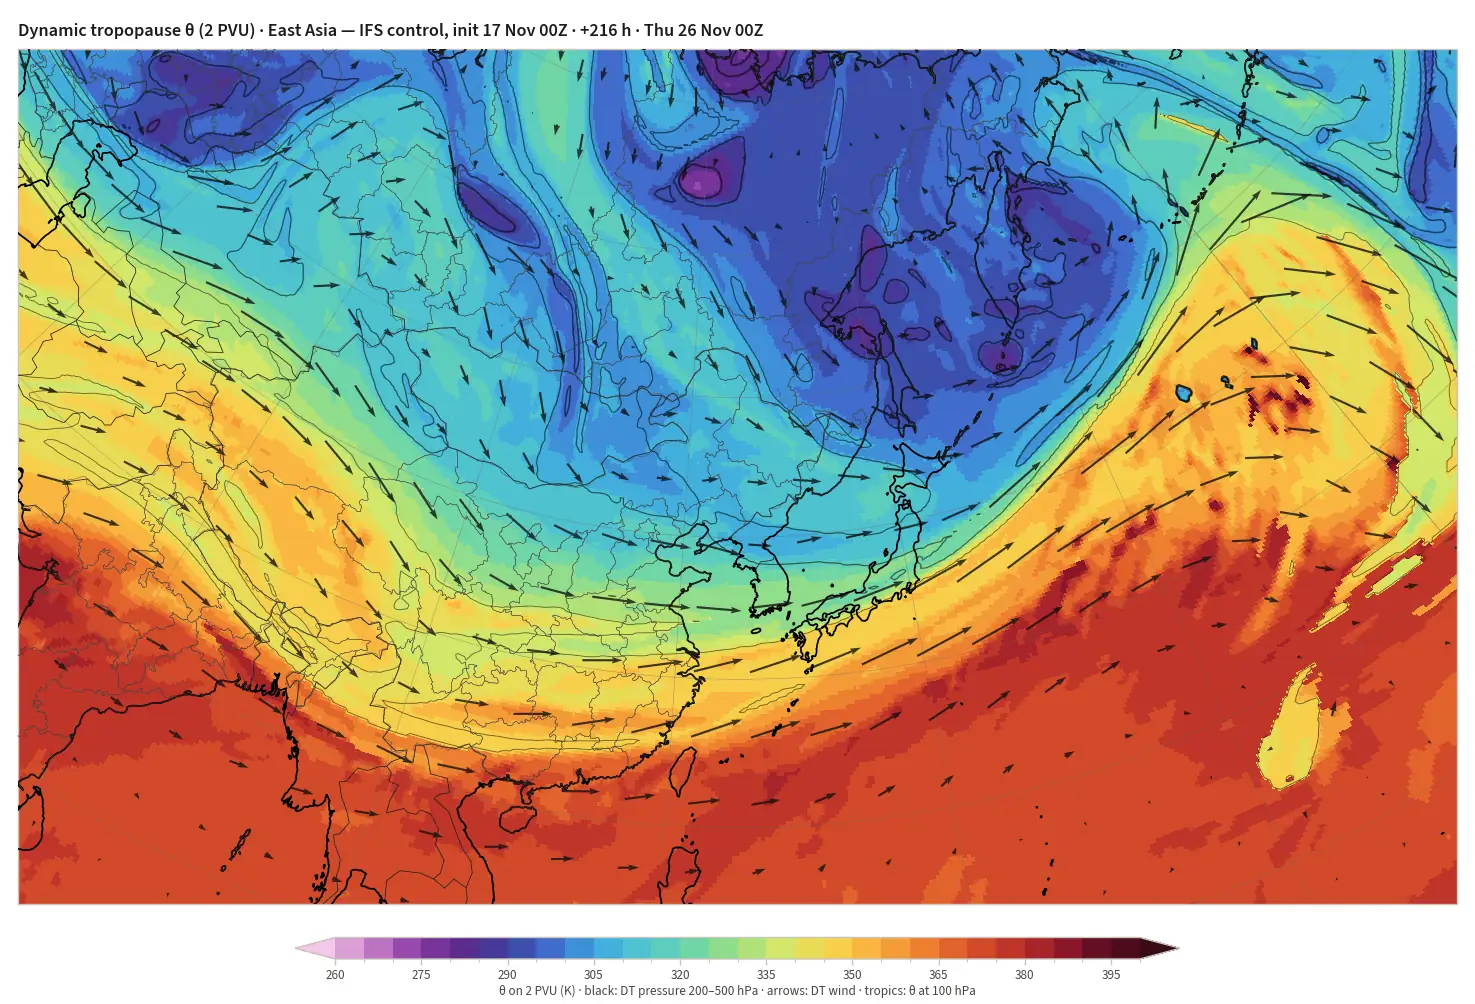 Dynamic tropopause θ (2 PVU) · East Asia — IFS control, init 17 Nov 00Z · +216 h · Thu 26 Nov 00Z
260 275 290 305 320 335 350 365 380 395
θ on 2 PVU (K) · black: DT pressure 200–500 hPa · arrows: DT wind · tropics: θ at 100 hPa